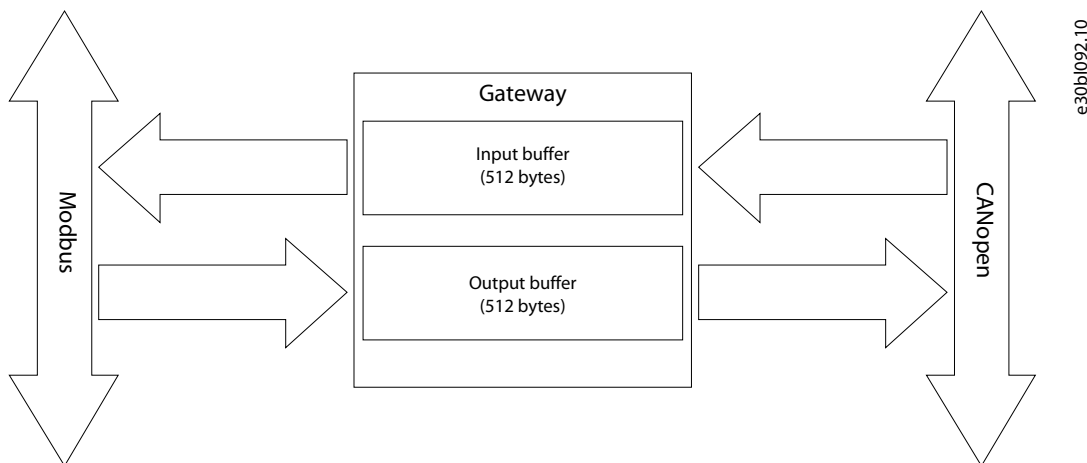 Gateway
Input buffer
(512 bytes)
Output buffer
(512 bytes)
Modbus
CANopen
e30bl092.10